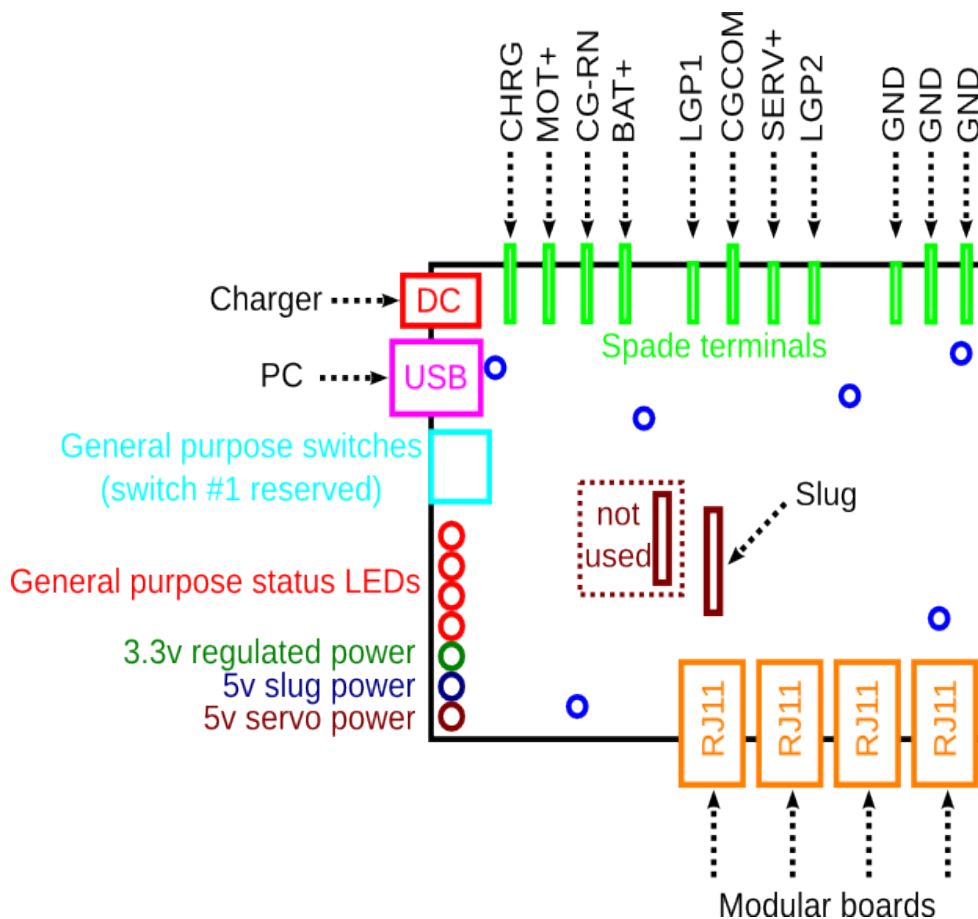 CHRG
MOT+
CG-RN
BAT+
LGP1
CGCOM
SERV+
LGP2
GND
GND
GND
Charger
DC
Spade terminals
PC
USB
General purpose switches
(switch #1 reserved)
Slug
not
used
General purpose status LEDs
3.3v regulated power
5v slug power
5v servo power
RJ11
RJ11
RJ11
RJ11
Modular boards